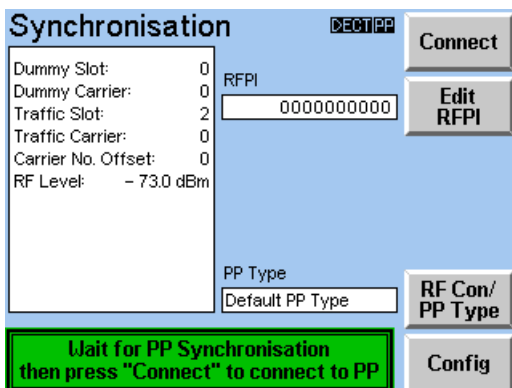 Synchronisation
DECT PP
Dummy Slot: 0
Dummy Carrier: 0
Traffic Slot: 2
Traffic Carrier: 0
Carrier No. Offset: 0
RF Level: - 73.0 dBm
RFPI
0000000000
PP Type
Default PP Type
Wait for PP Synchronisation
then press "Connect" to connect to PP
Connect
Edit
RFPI
RF Con/
PP Type
Config